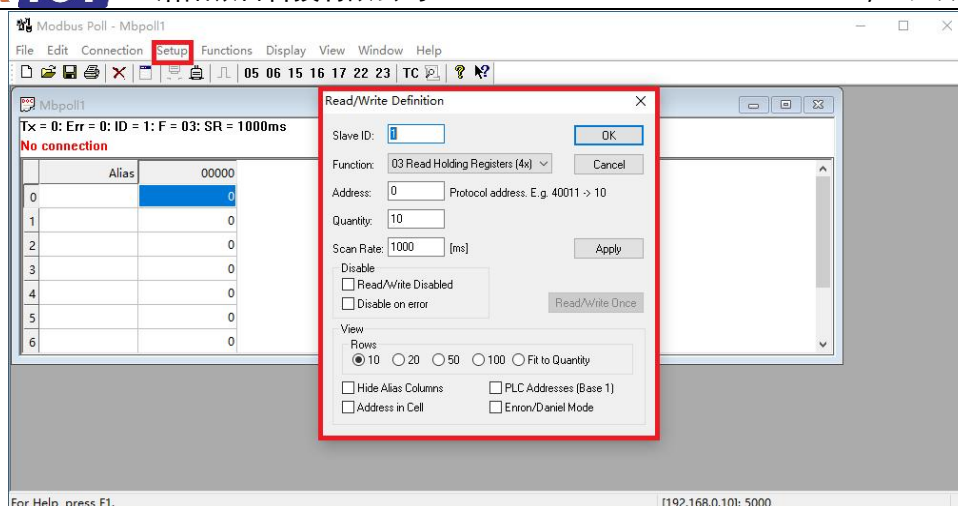 Modbus Poll - Mbpoll1
File Edit Connection Setup Functions Display View Window Help
05 06 15 16 17 22 23 TC
Mbpoll1
Tx = 0: Err = 0: ID = 1: F = 03: SR = 1000ms
No connection
Alias 00000
0 0
1 0
2 0
3 0
4 0
5 0
6 0
Read/Write Definition
Slave ID: 1 OK
Function: 03 Read Holding Registers (4x) Cancel
Address: 0 Protocol address. E.g. 40011 -> 10
Quantity: 10
Scan Rate: 1000 [ms] Apply
Disable
Read/Write Disabled
Disable on error Read/Write Once
View
Rows
10 20 50 100 Fit to Quantity
Hide Alias Columns PLC Addresses (Base 1)
Address in Cell Enron/Daniel Mode
For Help, press F1.
[192.168.0.10]: 5000